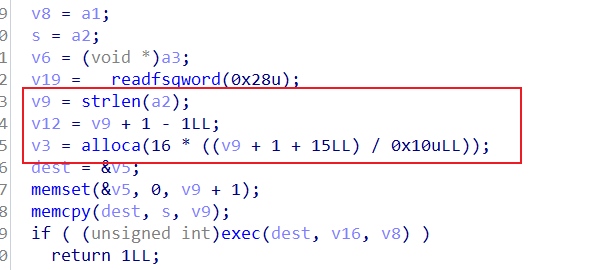 9 v8 = a1;
0 s = a2;
1 v6 = (void *)a3;
2 v19 = readfsqword(0x28u);
3 v9 = strlen(a2);
4 v12 = v9 + 1 - 1LL;
5 v3 = alloca(16 * ((v9 + 1 + 15LL) / 0x10uLL));
6 dest = &v5;
7 memset(&v5, 0, v9 + 1);
8 memcpy(dest, s, v9);
9 if ( (unsigned int)exec(dest, v16, v8) )
0 return 1LL;